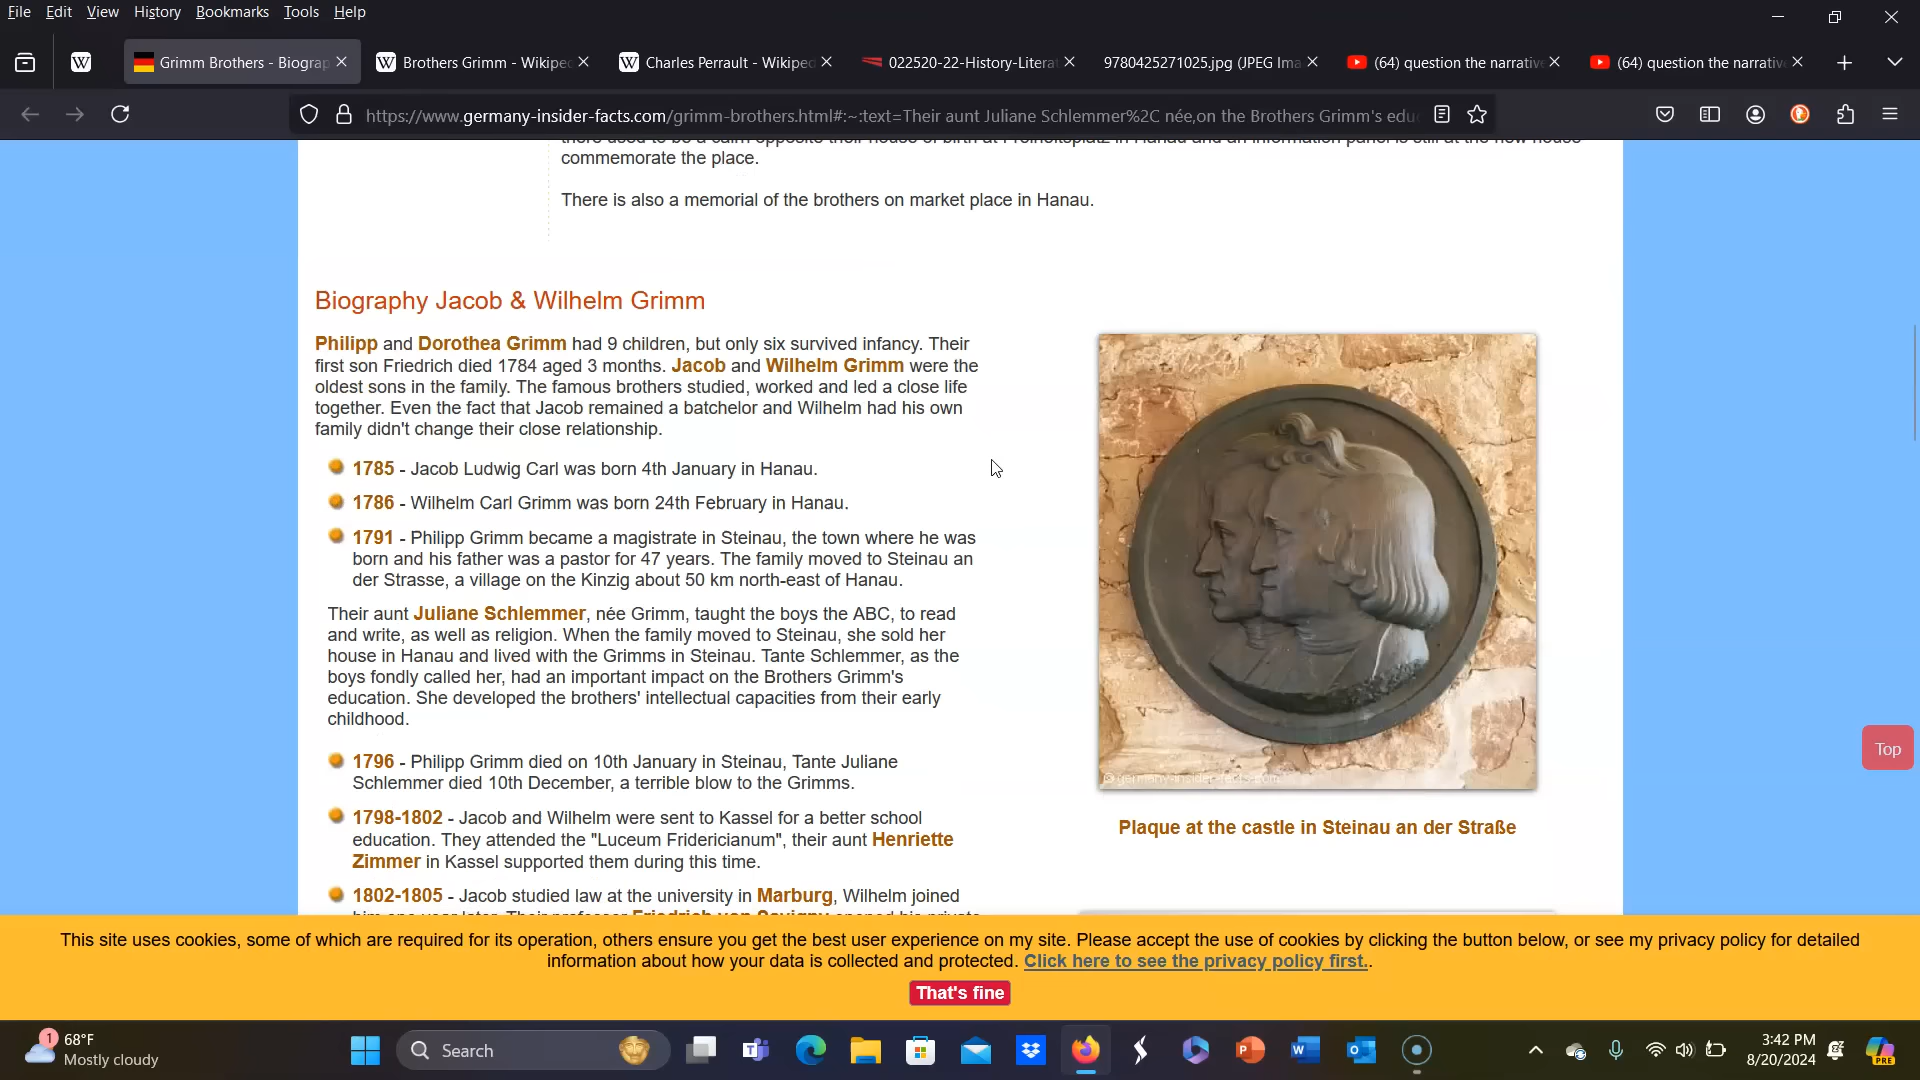 File Edit View History Bookmarks Tools Help
Grimm Brothers - Biograp
Brothers Grimm - Wikipe
Charles Perrault - Wikiped
022520-22-History-Litera
9780425271025.jpg (JPEG Ima
(64) question the narrativ
(64) question the narrativ
https://www.germany-insider-facts.com/grimm-brothers.html#:~:text=Their aunt Juliane Schlemmer%2C née,on the Brothers Grimm's edu
commemorate the place.
There is also a memorial of the brothers on market place in Hanau.
Biography Jacob & Wilhelm Grimm
Philipp and Dorothea Grimm had 9 children, but only six survived infancy. Their
first son Friedrich died 1784 aged 3 months. Jacob and Wilhelm Grimm were the
oldest sons in the family. The famous brothers studied, worked and led a close life
together. Even the fact that Jacob remained a batchelor and Wilhelm had his own
family didn't change their close relationship.
1785 - Jacob Ludwig Carl was born 4th January in Hanau.
1786 - Wilhelm Carl Grimm was born 24th February in Hanau.
1791 - Philipp Grimm became a magistrate in Steinau, the town where he was
born and his father was a pastor for 47 years. The family moved to Steinau an
der Strasse, a village on the Kinzig about 50 km north-east of Hanau.
Their aunt Juliane Schlemmer, née Grimm, taught the boys the ABC, to read
and write, as well as religion. When the family moved to Steinau, she sold her
house in Hanau and lived with the Grimms in Steinau. Tante Schlemmer, as the
boys fondly called her, had an important impact on the Brothers Grimm's
education. She developed the brothers' intellectual capacities from their early
childhood.
1796 - Philipp Grimm died on 10th January in Steinau, Tante Juliane
Schlemmer died 10th December, a terrible blow to the Grimms.
1798-1802 - Jacob and Wilhelm were sent to Kassel for a better school
education. They attended the "Luceum Fridericianum", their aunt Henriette
Zimmer in Kassel supported them during this time.
1802-1805 - Jacob studied law at the university in Marburg, Wilhelm joined
© germany-insider-facts.com
Plaque at the castle in Steinau an der Straße
Top
This site uses cookies, some of which are required for its operation, others ensure you get the best user experience on my site. Please accept the use of cookies by clicking the button below, or see my privacy policy for detailed
information about how your data is collected and protected. Click here to see the privacy policy first..
That's fine
1
68°F
Mostly cloudy
Search
3:42 PM
8/20/2024
PRE